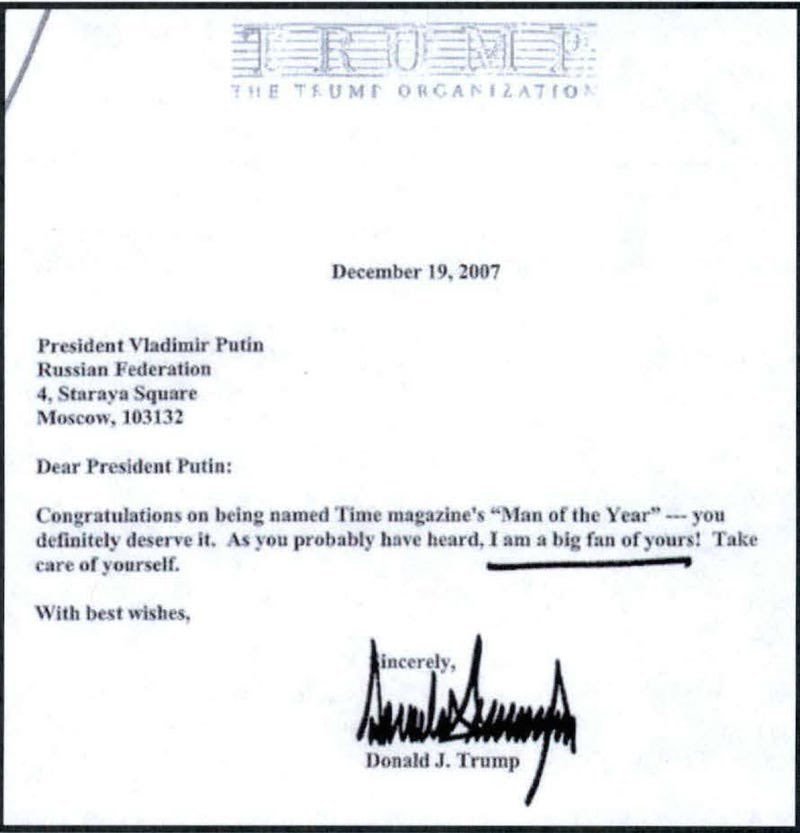 TRUMP
THE TRUMP ORGANIZATION
December 19, 2007
President Vladimir Putin
Russian Federation
4, Staraya Square
Moscow, 103132
Dear President Putin:
Congratulations on being named Time magazine's “Man of the Year” --- you
definitely deserve it. As you probably have heard, I am a big fan of yours! Take
care of yourself.
With best wishes,
Sincerely,
Donald J. Trump